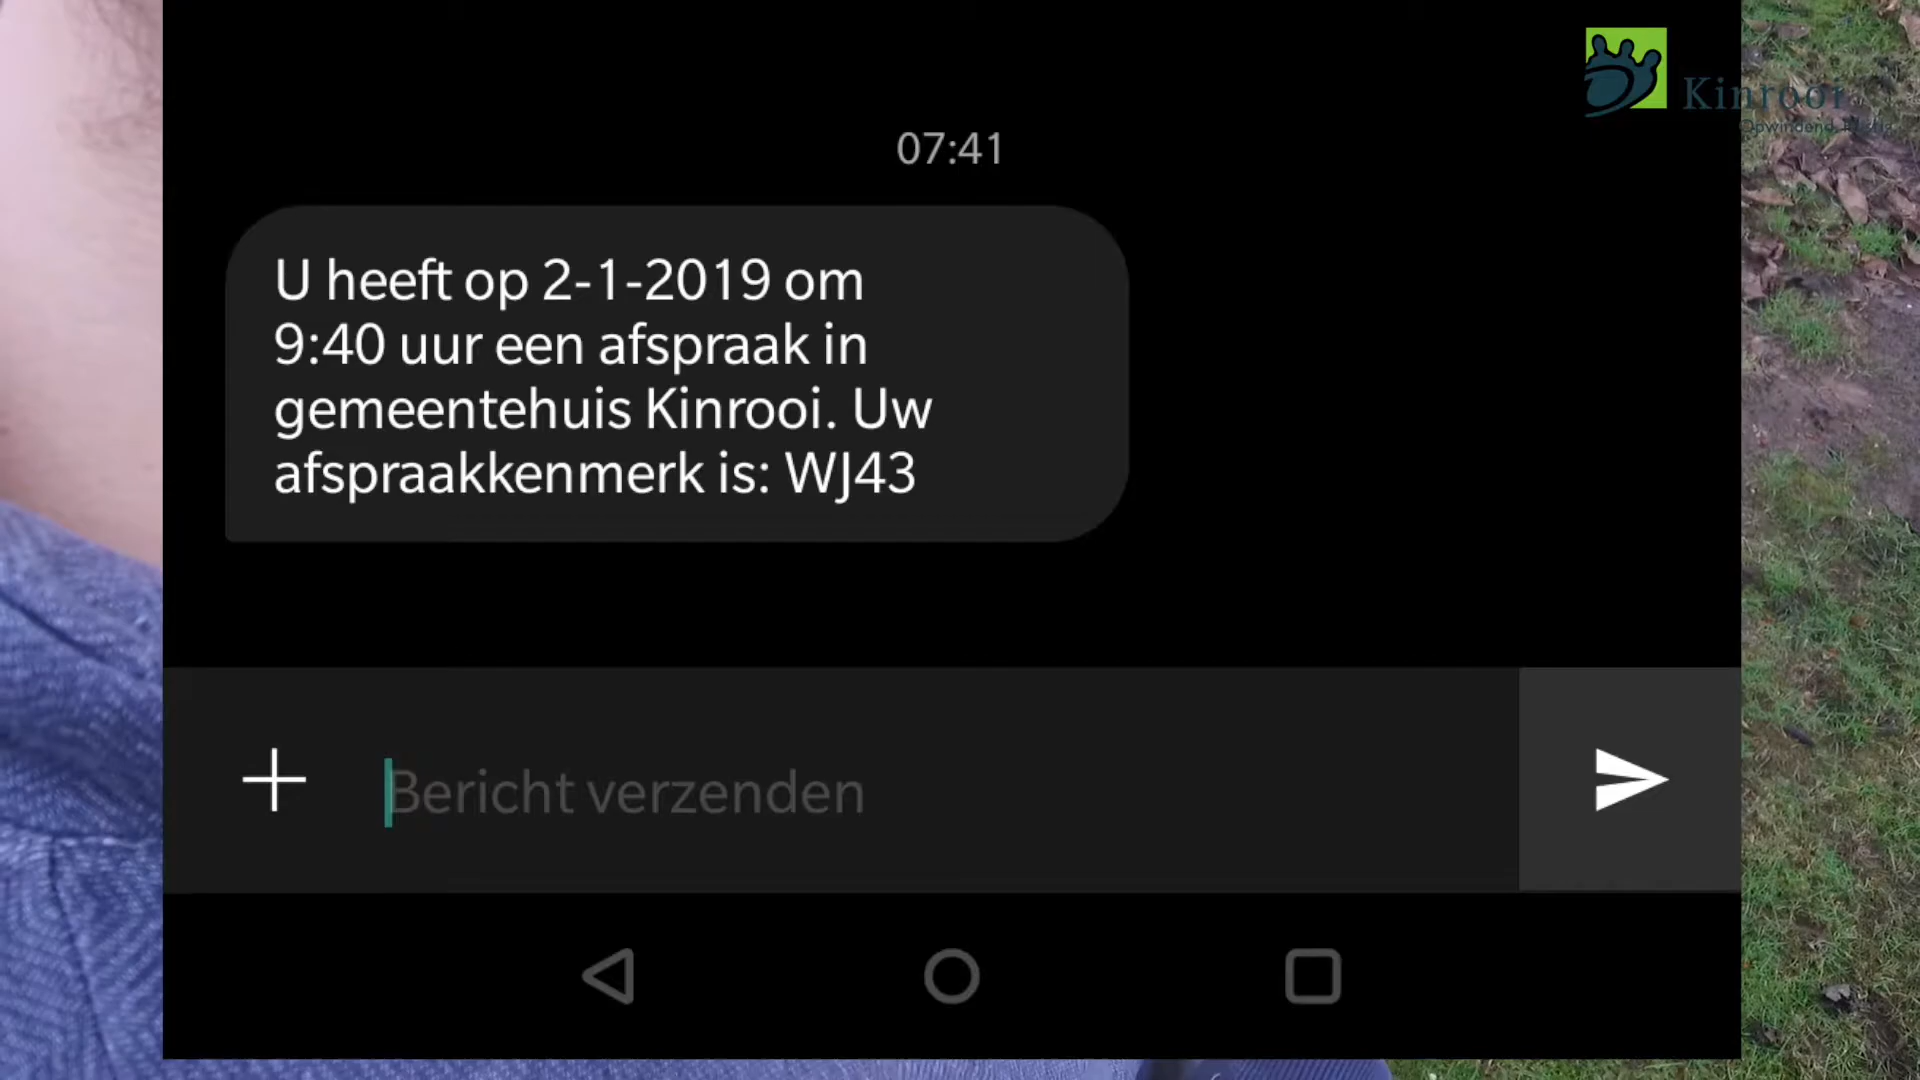 Kinrooi
07:41
U heeft op 2-1-2019 om
9:40 uur een afspraak in
gemeentehuis Kinrooi. Uw
afspraakkenmerk is: WJ43
Bericht verzenden